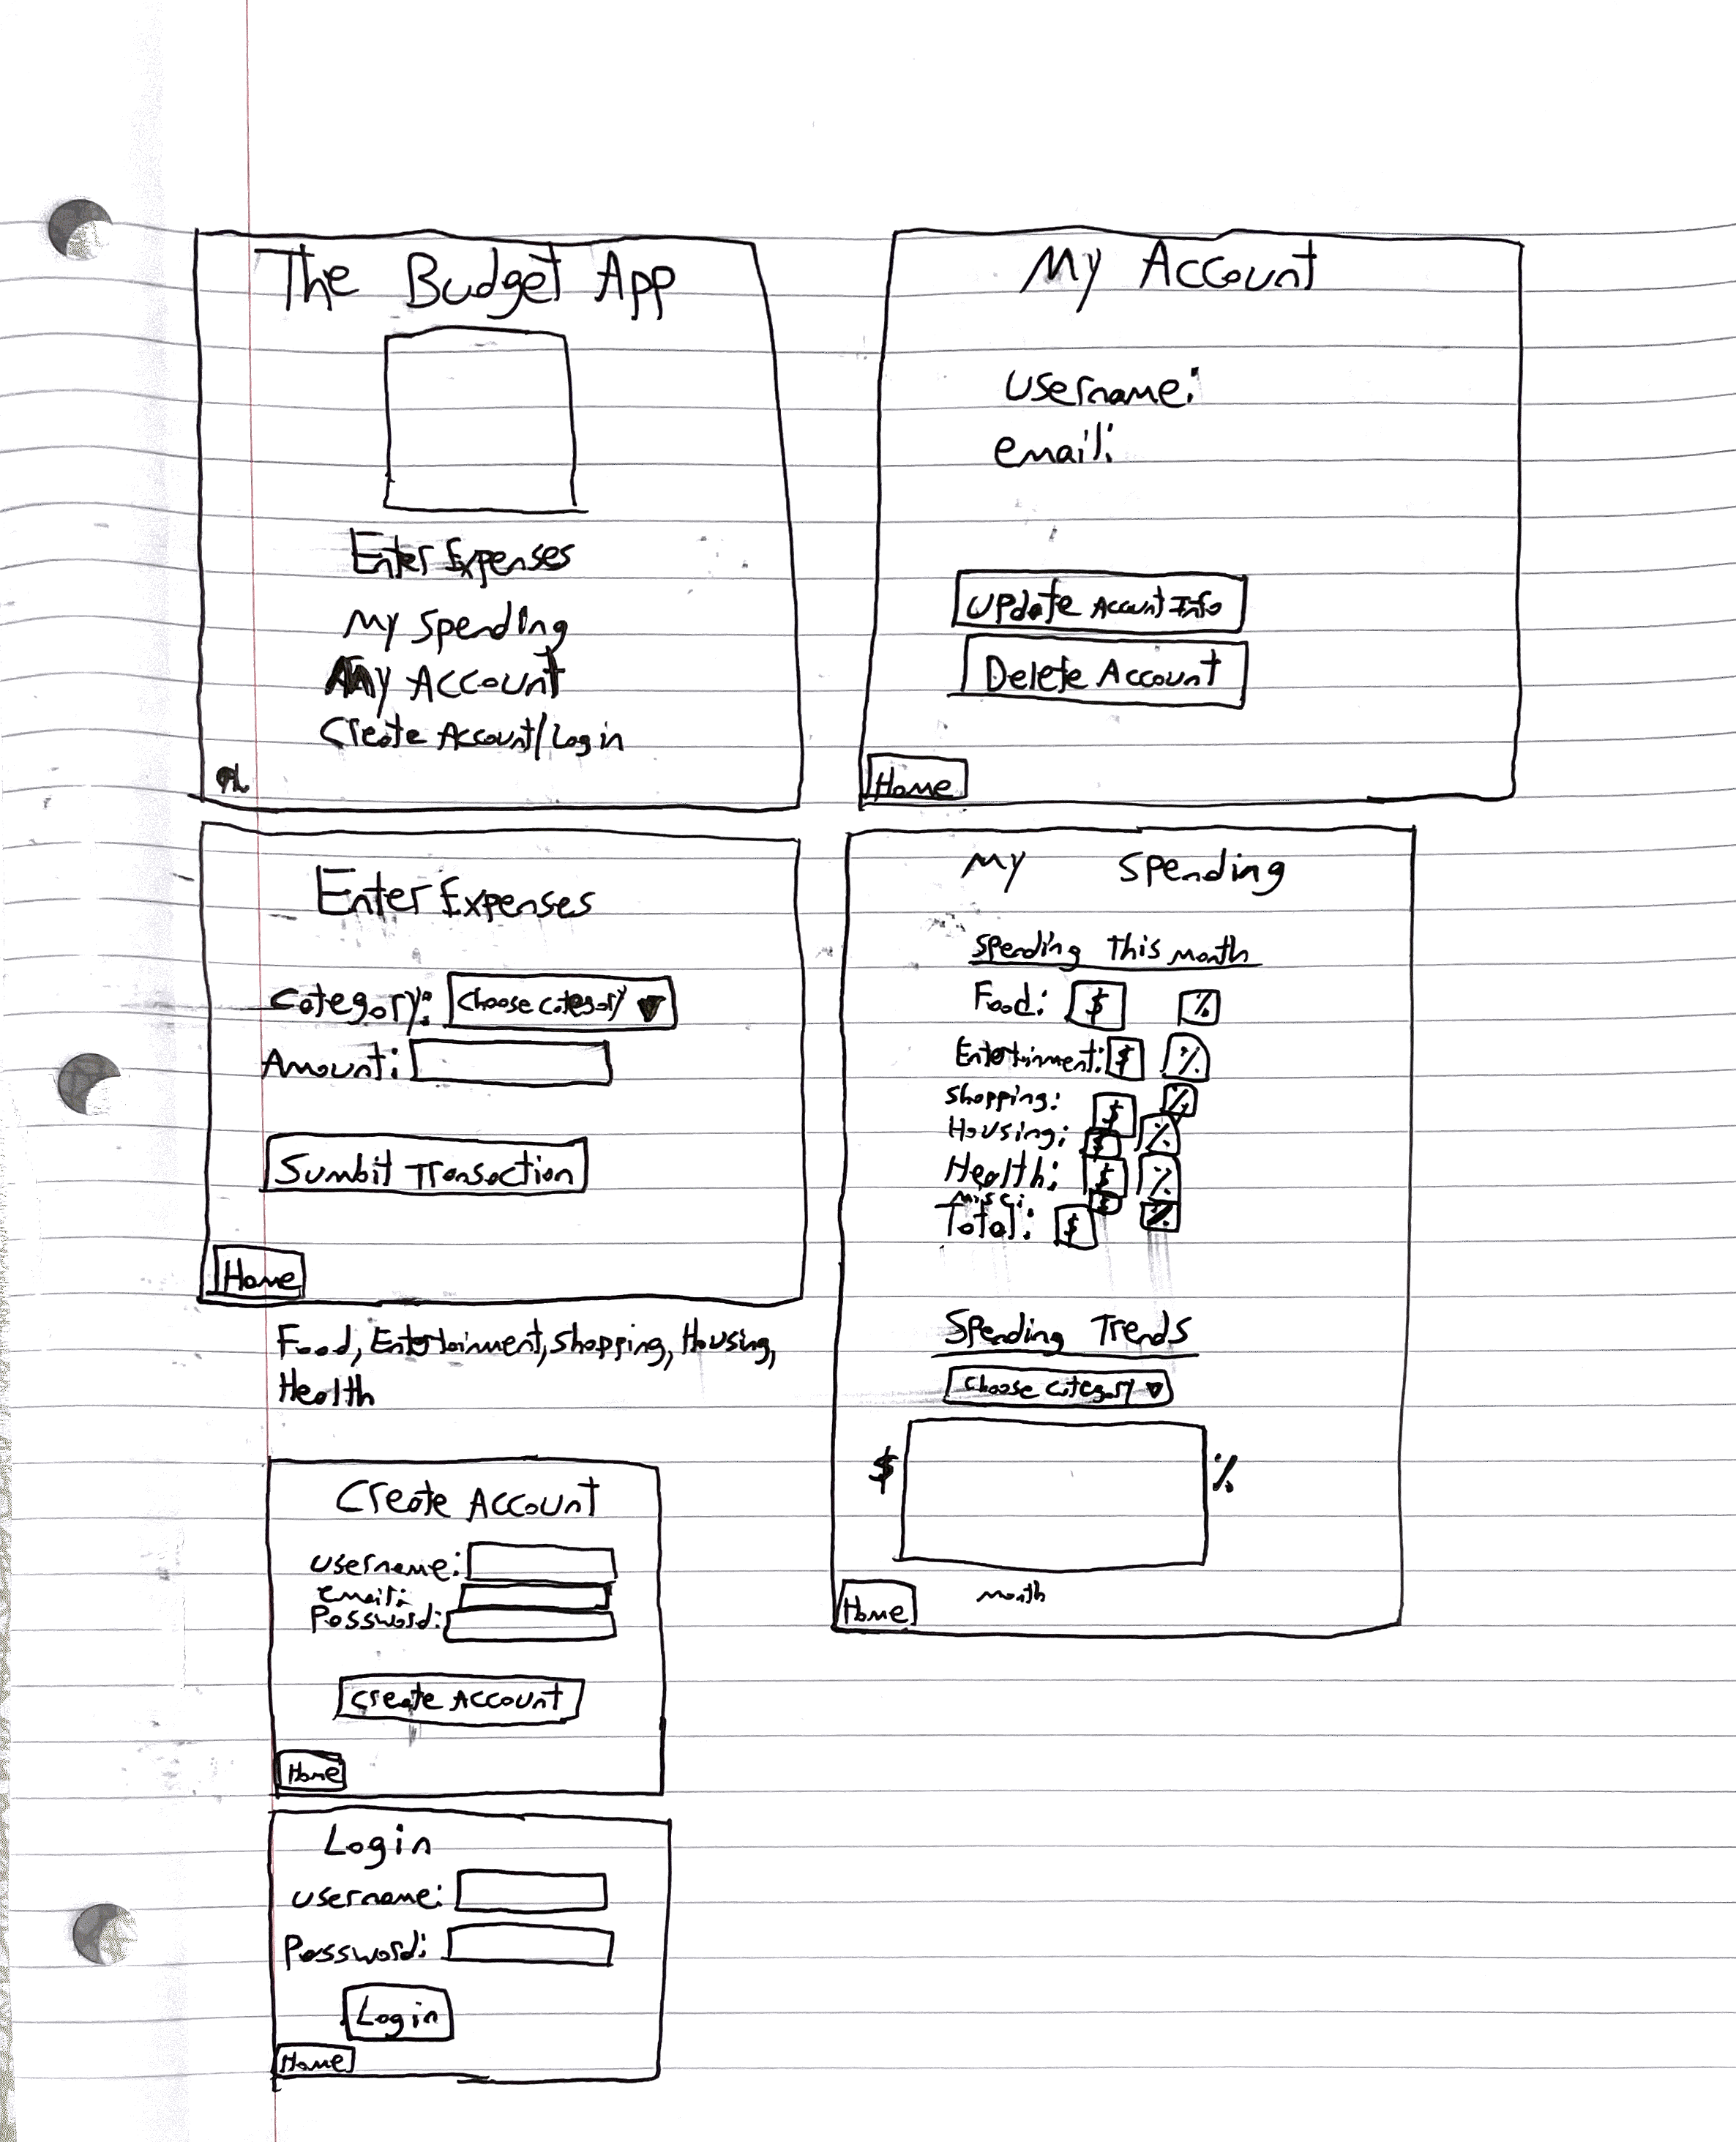 The Budget App
Enter Expenses
My Spending
My Account
Create Account/Login
My Account
username:
email:
Update Account Info
Delete Account
Home
Enter Expenses
Category: Choose Category ▼
Amount:
Sumbit Transaction
Home
Food, Entertainment, Shopping, Housing,
Health
My Spending
Spending This Month
Food: $ %
Entertainment: $ %
Shopping: $ %
Housing: $ %
Health: $ %
Misc: $ %
Total: $
Spending Trends
Choose Category ▼
$ %
month
Home
Create Account
username:
email:
Password:
Create Account
Home
Login
username:
Password:
Login
Home